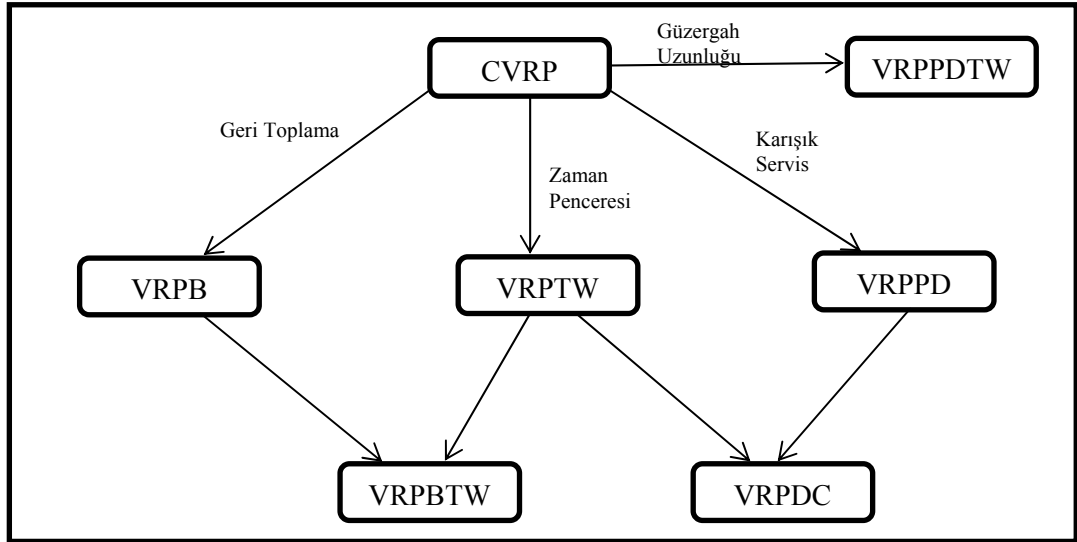 Güzergah
Uzunluğu
CVRP
VRPPDTW
Geri Toplama
Karışık
Servis
Zaman
Penceresi
VRPB
VRPTW
VRPPD
VRPBTW
VRPDC